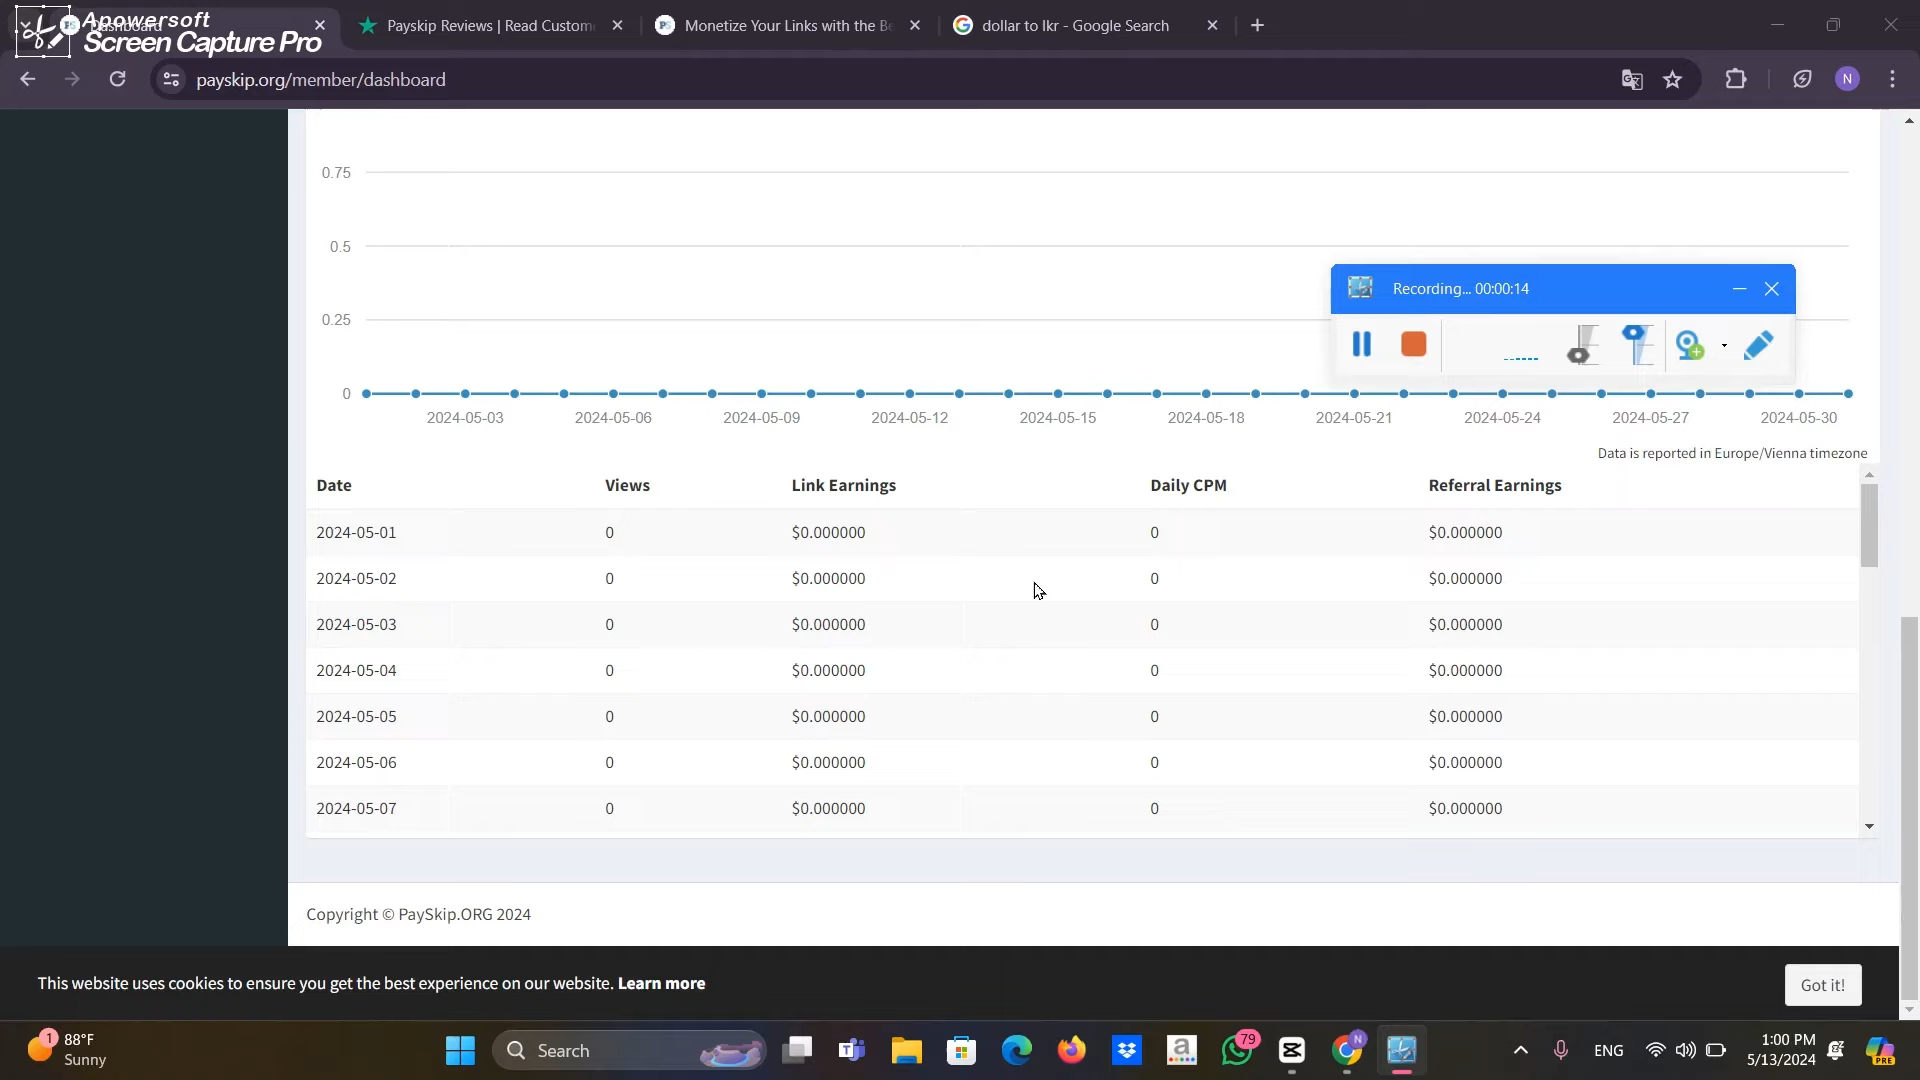 Apowersoft
Screen Capture Pro
Payskip Reviews | Read Custom
Monetize Your Links with the Be
dollar to lkr - Google Search
payskip.org/member/dashboard
N
0.75
0.5
0.25
0
Recording... 00:00:14
2024-05-03 2024-05-06 2024-05-09 2024-05-12 2024-05-15 2024-05-18 2024-05-21 2024-05-24 2024-05-27 2024-05-30
Data is reported in Europe/Vienna timezone
Date Views Link Earnings Daily CPM Referral Earnings
2024-05-01 0 $0.000000 0 $0.000000
2024-05-02 0 $0.000000 0 $0.000000
2024-05-03 0 $0.000000 0 $0.000000
2024-05-04 0 $0.000000 0 $0.000000
2024-05-05 0 $0.000000 0 $0.000000
2024-05-06 0 $0.000000 0 $0.000000
2024-05-07 0 $0.000000 0 $0.000000
Copyright © PaySkip.ORG 2024
This website uses cookies to ensure you get the best experience on our website. Learn more
Got it!
1
88°F
Sunny
Search
79
N
ENG
1:00 PM
5/13/2024
PRE